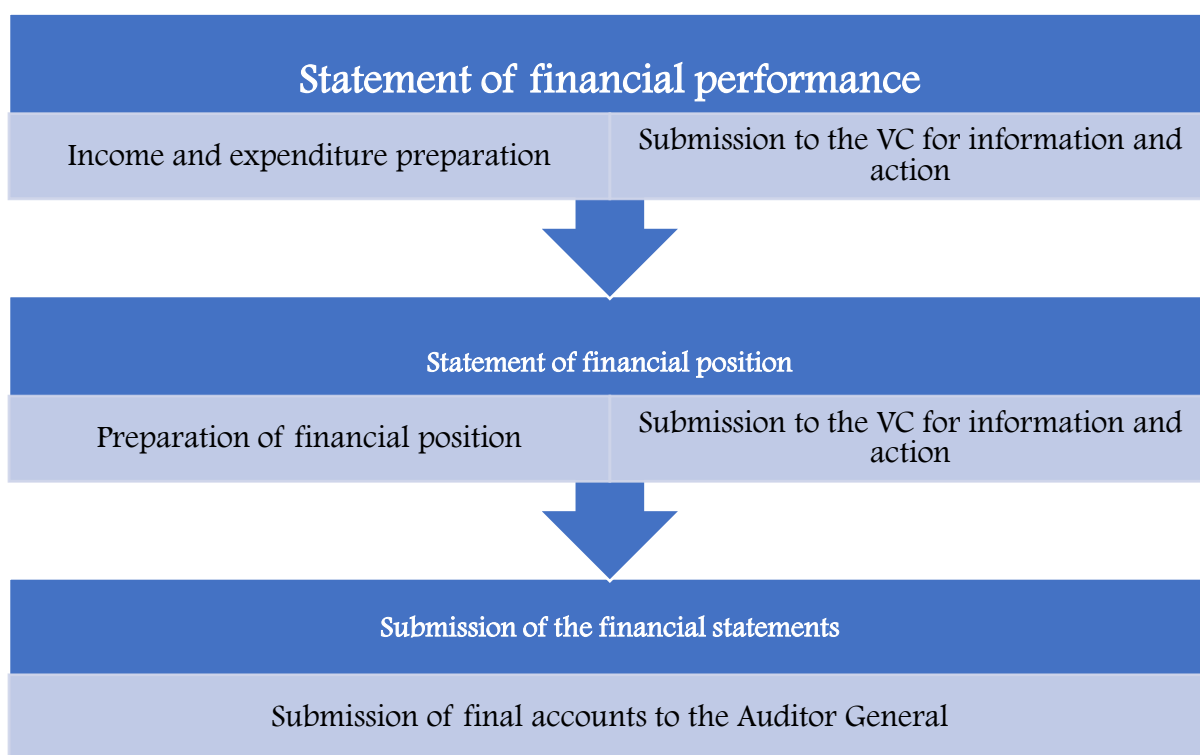 Statement of financial performance
Income and expenditure preparation
Submission to the VC for information and
action
Statement of financial position
Preparation of financial position
Submission to the VC for information and
action
Submission of the financial statements
Submission of final accounts to the Auditor General